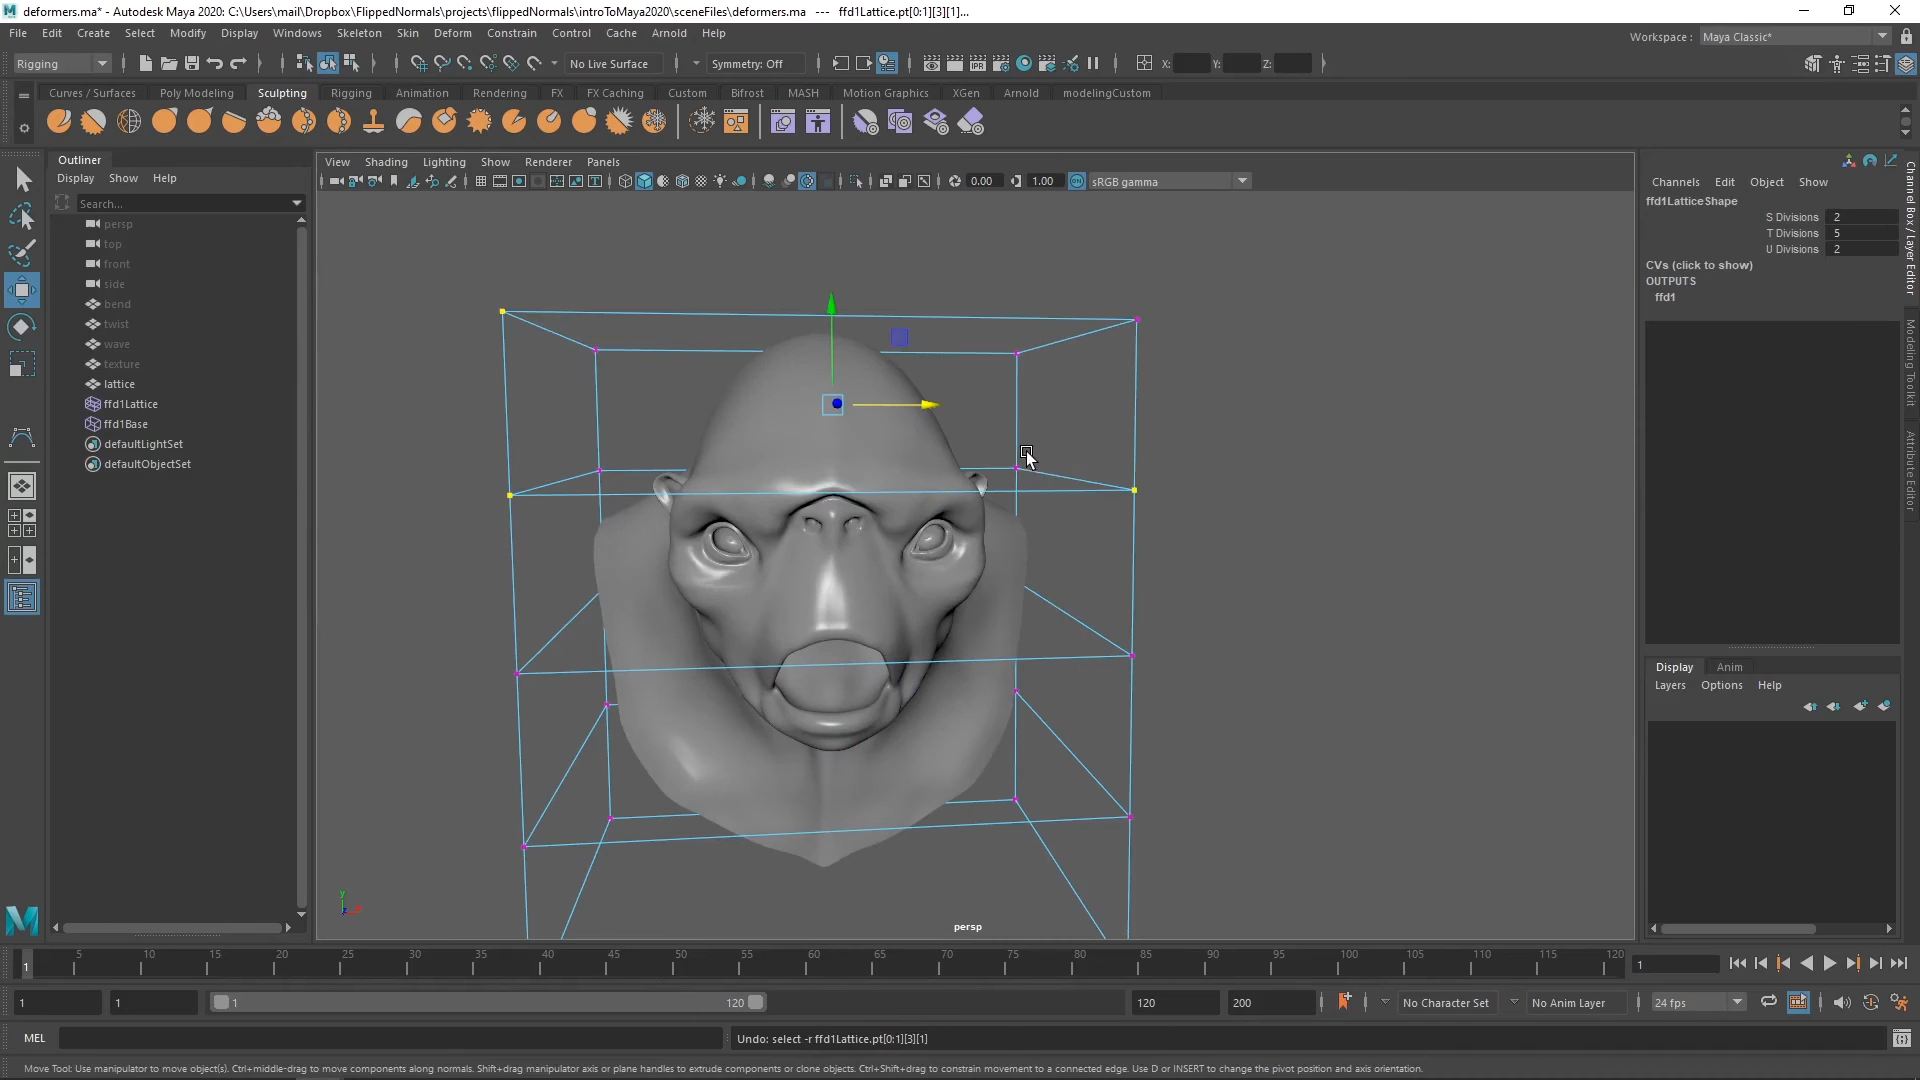 deformers.ma* - Autodesk Maya 2020: C:\Users\mail\Dropbox\FlippedNormals\projects\flippedNormals\introToMaya2020\sceneFiles\deformers.ma --- ffd1Lattice.pt[0:1][3][1]...
File Edit Create Select Modify Display Windows Skeleton Skin Deform Constrain Control Cache Arnold Help
Workspace : Maya Classic*
Rigging
No Live Surface
Symmetry: Off
X: Y: Z:
Curves / Surfaces Poly Modeling Sculpting Rigging Animation Rendering FX FX Caching Custom Bifrost MASH Motion Graphics XGen Arnold modelingCustom
Outliner
Display Show Help
Search...
persp
top
front
side
bend
twist
wave
texture
lattice
ffd1Lattice
ffd1Base
defaultLightSet
defaultObjectSet
View Shading Lighting Show Renderer Panels
0.00 1.00 sRGB gamma
persp
Channels Edit Object Show
ffd1LatticeShape
S Divisions 2
T Divisions 5
U Divisions 2
CVs (click to show)
OUTPUTS
ffd1
Channel Box / Layer Editor
Modeling Toolkit
Attribute Editor
Display Anim
Layers Options Help
5 10 15 20 25 30 35 40 45 50 55 60 65 70 75 80 85 90 95 100 105 110 115 120
1
1
1 1 1 120 120 200 No Character Set No Anim Layer 24 fps
MEL
Undo: select -r ffd1Lattice.pt[0:1][3][1]
Move Tool: Use manipulator to move object(s). Ctrl+middle-drag to move components along normals. Shift+drag manipulator axis or plane handles to extrude components or clone objects. Ctrl+Shift+drag to constrain movement to a connected edge. Use D or INSERT to change the pivot position and axis orientation.